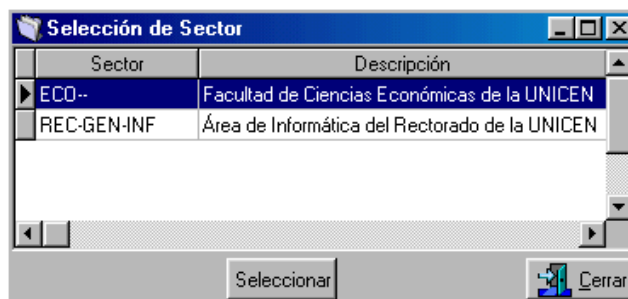 Selección de Sector
Sector Descripción
ECO-- Facultad de Ciencias Económicas de la UNICEN
REC-GEN-INF Área de Informática del Rectorado de la UNICEN
Seleccionar Cerrar